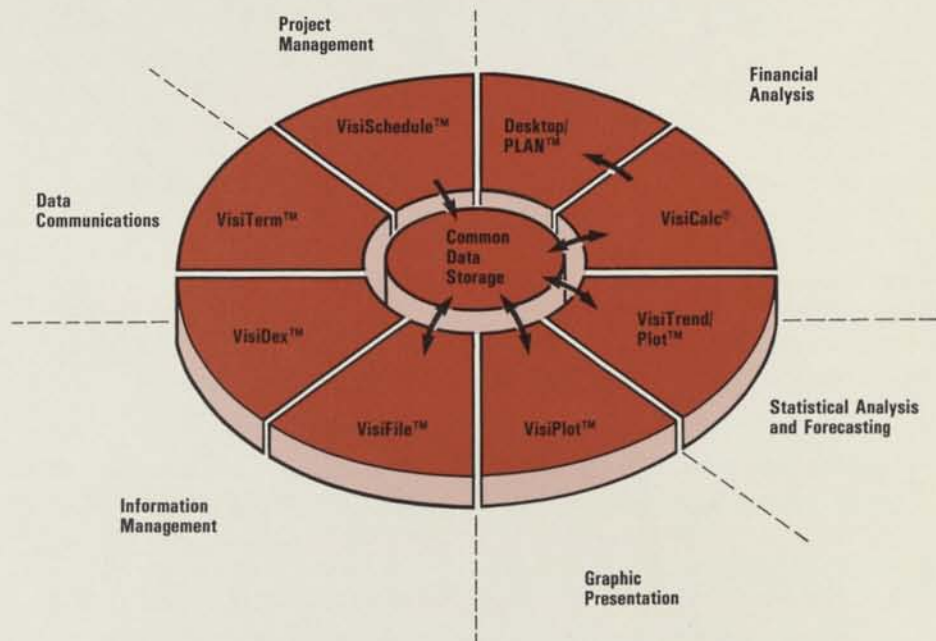 Project
Management
Financial
Analysis
VisiSchedule™
Desktop/
PLAN™
Data
Communications
VisiTerm™
VisiCalc®
Common
Data
Storage
VisiDex™
VisiTrend/
Plot™
VisiFile™
VisiPlot™
Statistical Analysis
and Forecasting
Information
Management
Graphic
Presentation